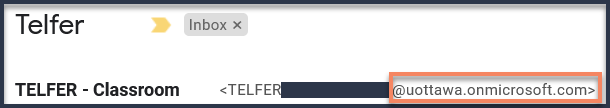 Telfer Inbox ×
TELFER - Classroom <TELFER @uottawa.onmicrosoft.com>